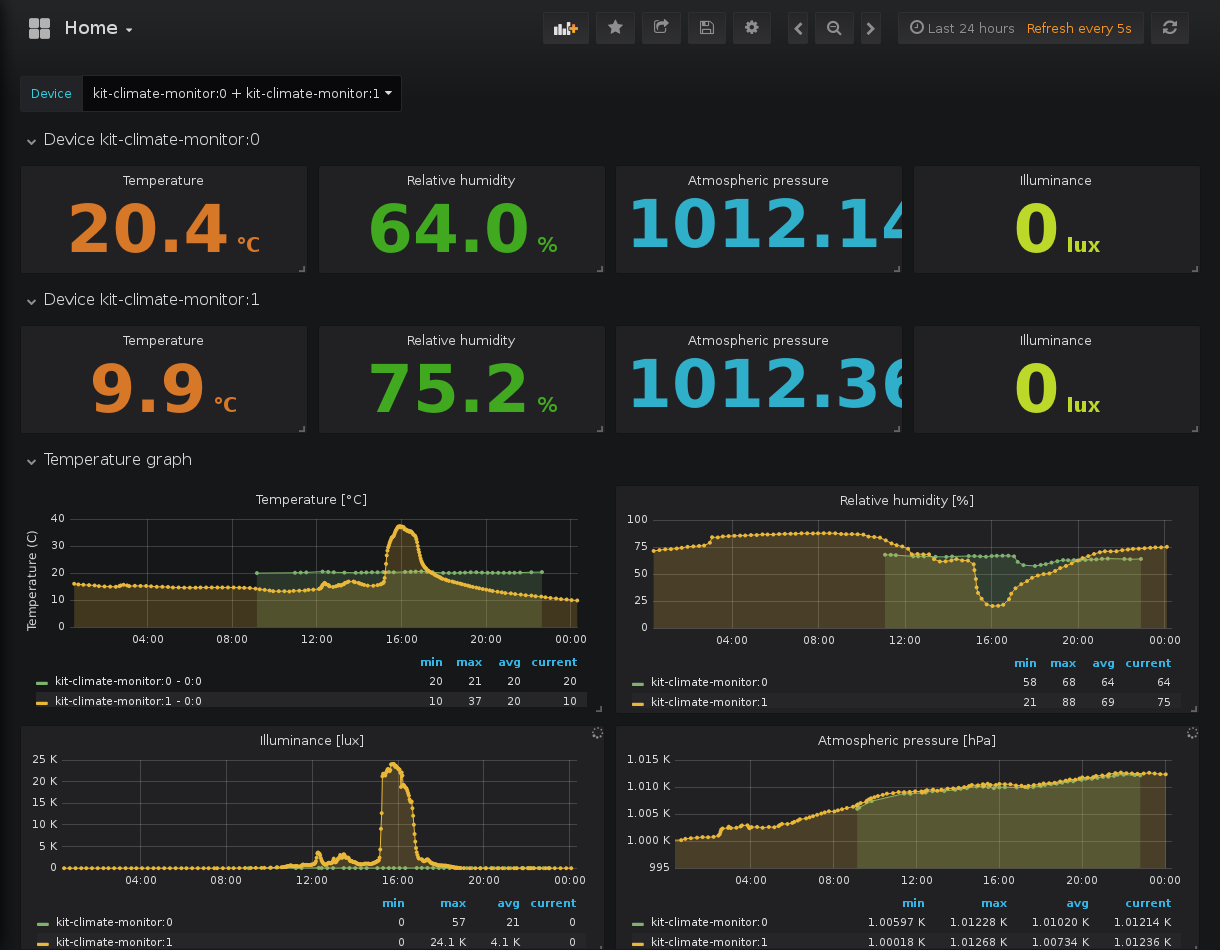 Home
Last 24 hours Refresh every 5s
Device kit-climate-monitor:0 + kit-climate-monitor:1
Device kit-climate-monitor:0
Temperature Relative humidity Atmospheric pressure Illuminance
20.4 °C 64.0 % 1012.14 0 lux
Device kit-climate-monitor:1
Temperature Relative humidity Atmospheric pressure Illuminance
9.9 °C 75.2 % 1012.36 0 lux
Temperature graph
Temperature [°C]
Temperature (C)
40
30
20
10
0
04:00 08:00 12:00 16:00 20:00 00:00
min max avg current
kit-climate-monitor:0 - 0:0 20 21 20 20
kit-climate-monitor:1 - 0:0 10 37 20 10
Relative humidity [%]
100
75
50
25
0
04:00 08:00 12:00 16:00 20:00 00:00
min max avg current
kit-climate-monitor:0 58 68 64 64
kit-climate-monitor:1 21 88 69 75
Illuminance [lux]
25 K
20 K
15 K
10 K
5 K
0
04:00 08:00 12:00 16:00 20:00 00:00
min max avg current
kit-climate-monitor:0 0 57 21 0
kit-climate-monitor:1 0 24.1 K 4.1 K 0
Atmospheric pressure [hPa]
1.015 K
1.010 K
1.005 K
1.000 K
995
04:00 08:00 12:00 16:00 20:00 00:00
min max avg current
kit-climate-monitor:0 1.00597 K 1.01228 K 1.01020 K 1.01214 K
kit-climate-monitor:1 1.00018 K 1.01268 K 1.00734 K 1.01236 K